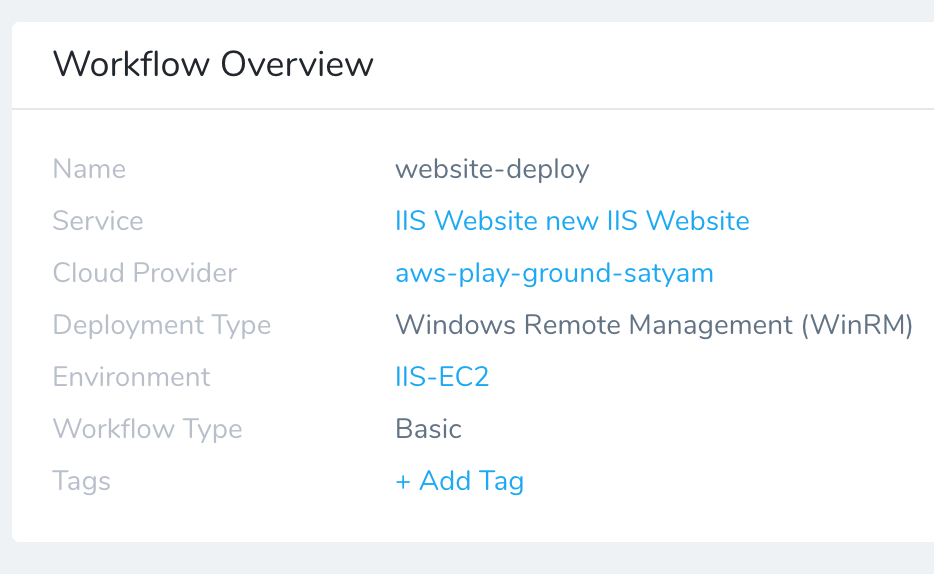 Workflow Overview
Name website-deploy
Service IIS Website new IIS Website
Cloud Provider aws-play-ground-satyam
Deployment Type Windows Remote Management (WinRM)
Environment IIS-EC2
Workflow Type Basic
Tags + Add Tag